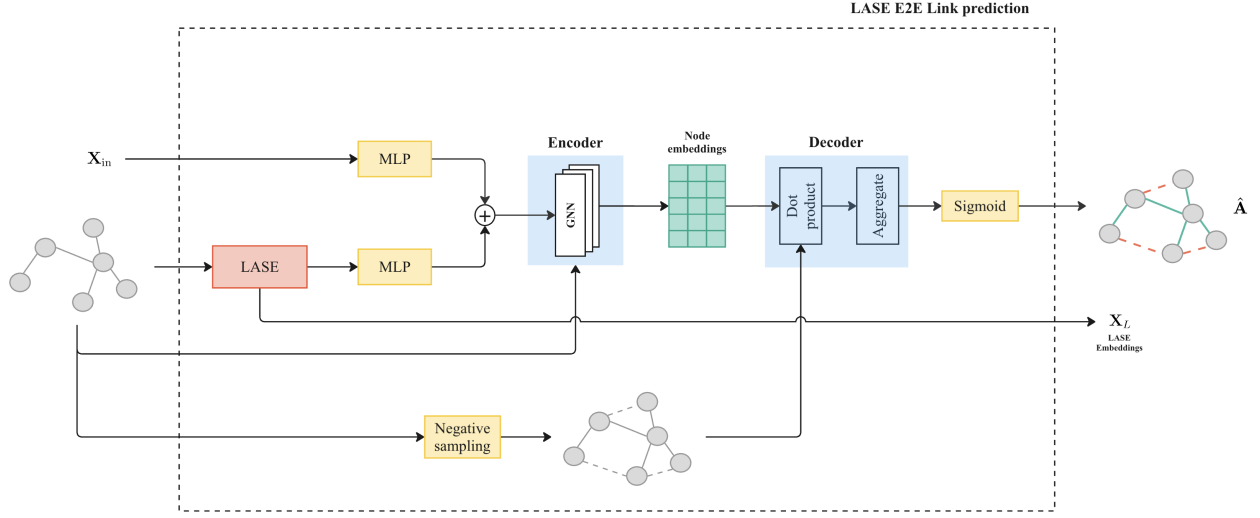 LASE E2E Link prediction
X_in
MLP
Encoder
GNN
Node
embeddings
Decoder
Dot
product
Aggregate
Sigmoid
Â
+
LASE
MLP
X_L
LASE
Embeddings
Negative
sampling